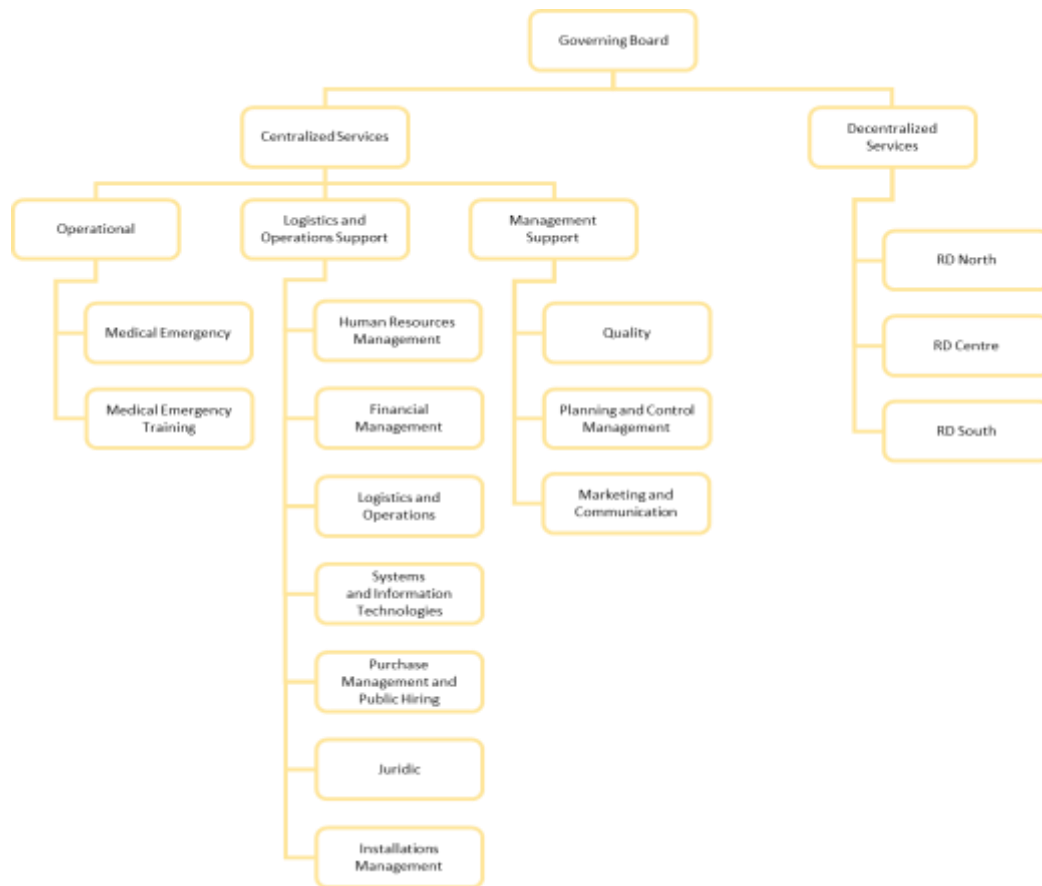 Governing Board
Centralized Services
Decentralized
Services
Operational
Logistics and
Operations Support
Management
Support
Medical Emergency
Medical Emergency
Training
Human Resources
Management
Financial
Management
Logistics and
Operations
Systems
and Information
Technologies
Purchase
Management and
Public Hiring
Juridic
Installations
Management
Quality
Planning and Control
Management
Marketing and
Communication
RD North
RD Centre
RD South